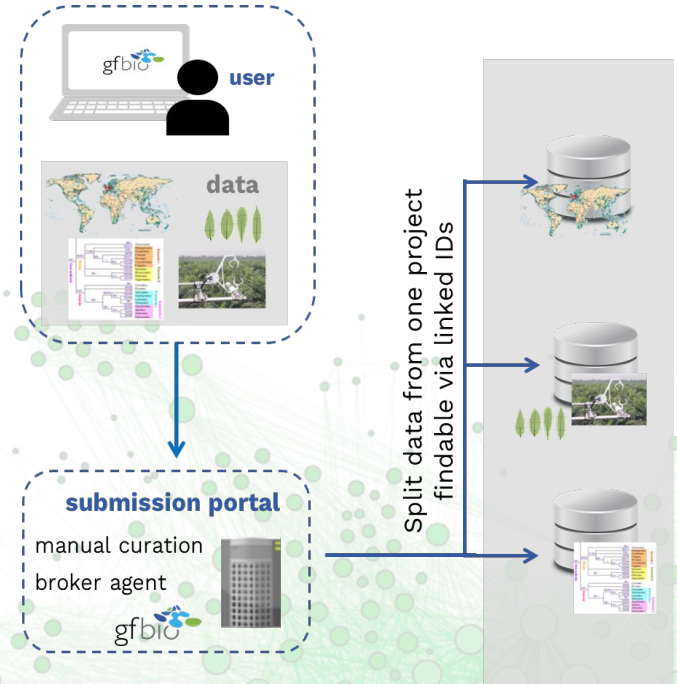 gfbio
user
data
submission portal
manual curation
broker agent
gfbio
Split data from one project
findable via linked IDs